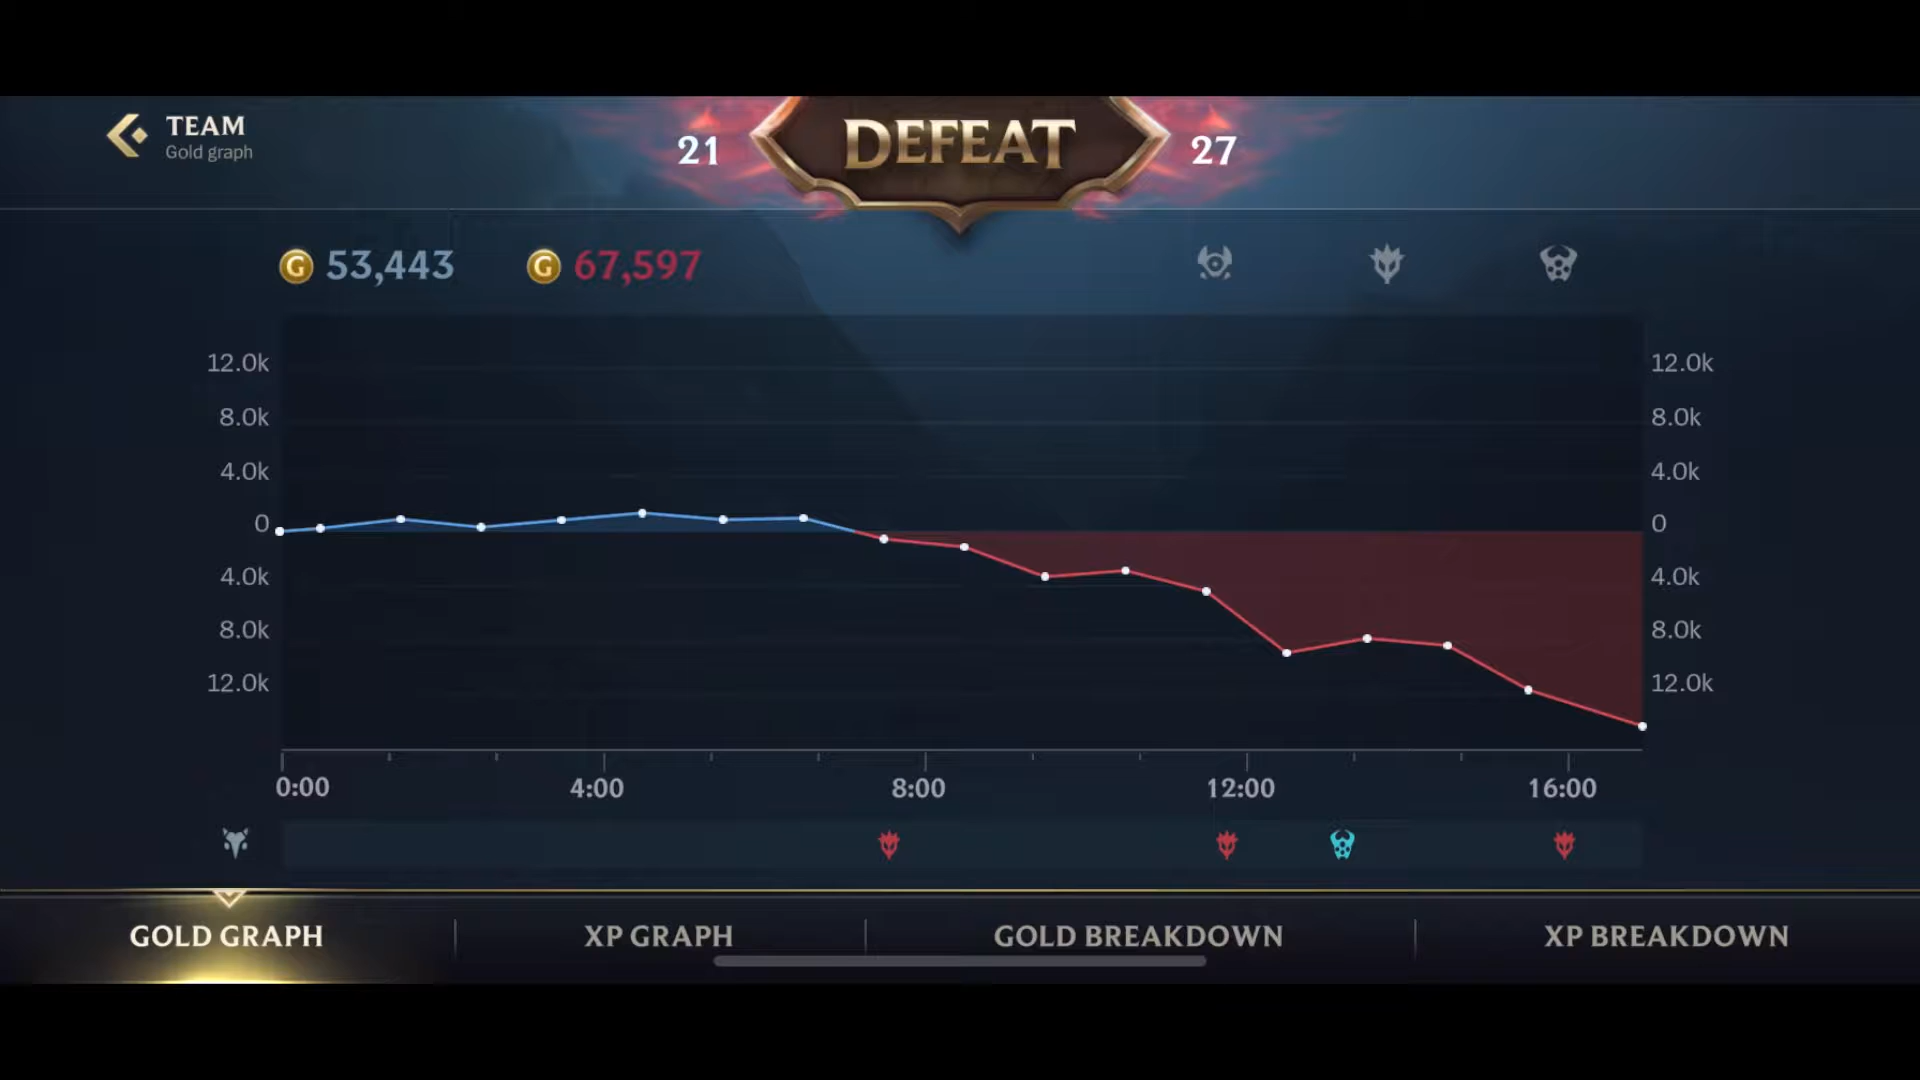 TEAM
Gold graph
21 DEFEAT 27
G 53,443 G 67,597
12.0k 12.0k
8.0k 8.0k
4.0k 4.0k
0 0
4.0k 4.0k
8.0k 8.0k
12.0k 12.0k
0:00 4:00 8:00 12:00 16:00
GOLD GRAPH XP GRAPH GOLD BREAKDOWN XP BREAKDOWN